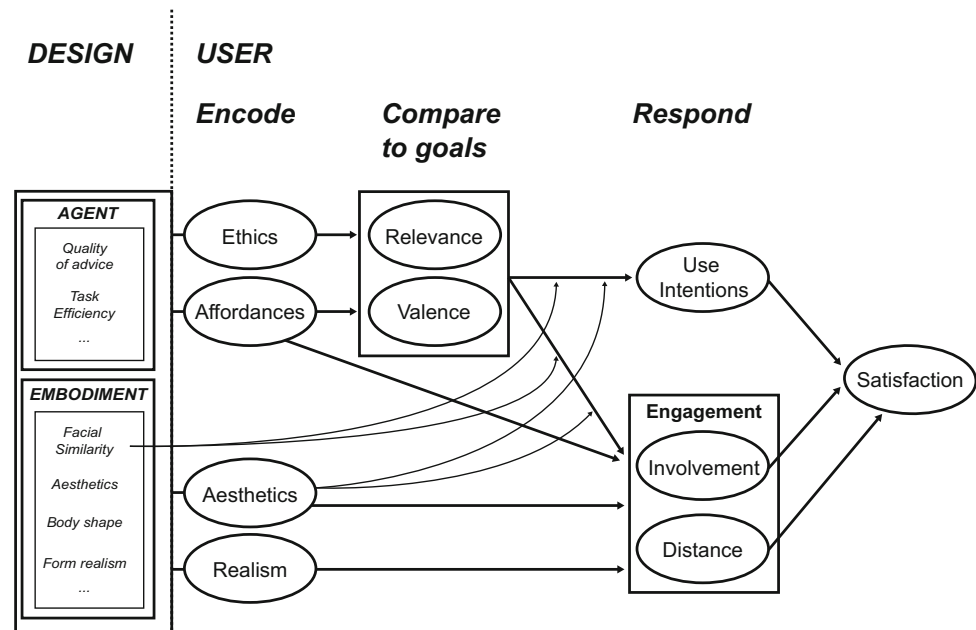 DESIGN
USER
Encode
Compare
to goals
Respond
AGENT
Quality
of advice
Task
Efficiency
...
EMBODIMENT
Facial
Similarity
Aesthetics
Body shape
Form realism
...
Ethics
Affordances
Aesthetics
Realism
Relevance
Valence
Use
Intentions
Engagement
Involvement
Distance
Satisfaction